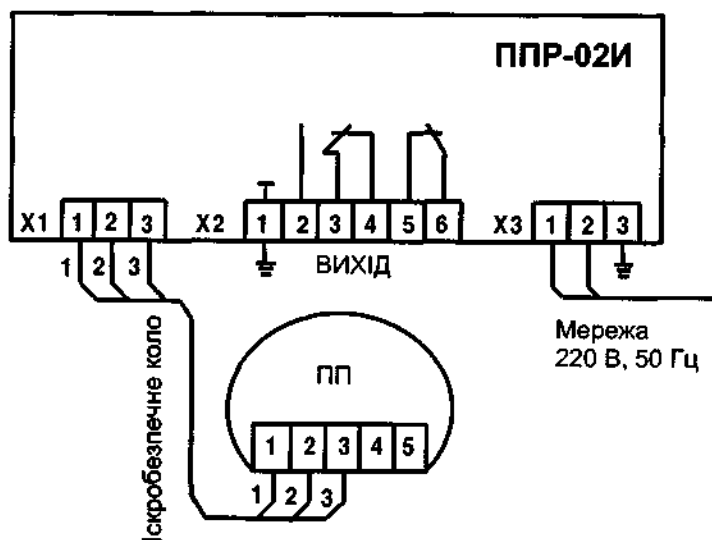 ППР-02И
X1 1 2 3 X2 1 2 3 4 5 6 X3 1 2 3
1 2 3
ВИХІД
Мережа
220 В, 50 Гц
Іскробезпечне коло
ПП
1 2 3 4 5
1 2 3